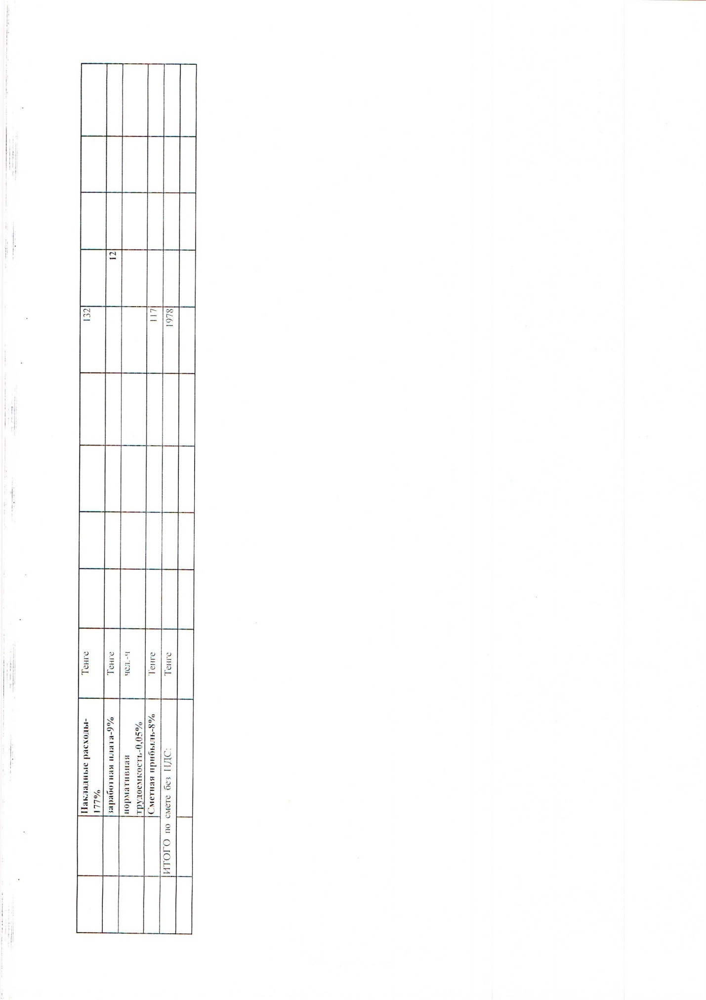 Накладные расходы-
177%
Тенге
132
заработная плата-9%
Тенге
12
нормативная
трудоемкость-0,05%
чел.-ч
Сметная прибыль-8%
Тенге
117
ИТОГО по смете без НДС:
Тенге
1978